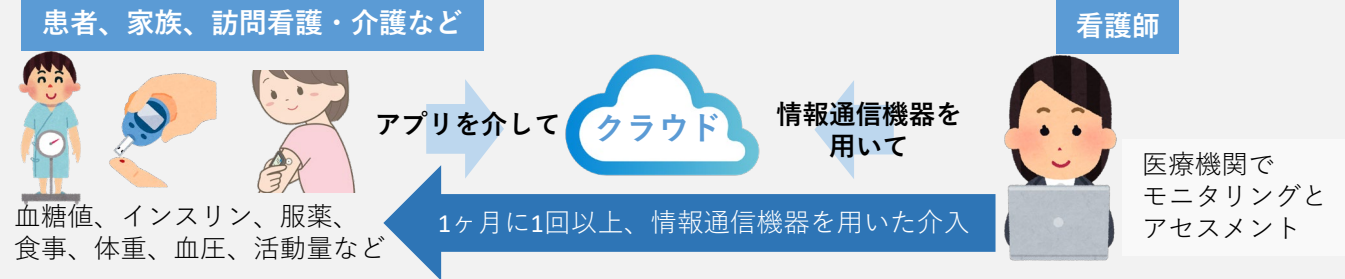 患者、家族、訪問看護・介護など
看護師
アプリを介して
クラウド
情報通信機器を
用いて
医療機関で
モニタリングと
アセスメント
血糖値、インスリン、服薬、
食事、体重、血圧、活動量など
1ヶ月に1回以上、情報通信機器を用いた介入